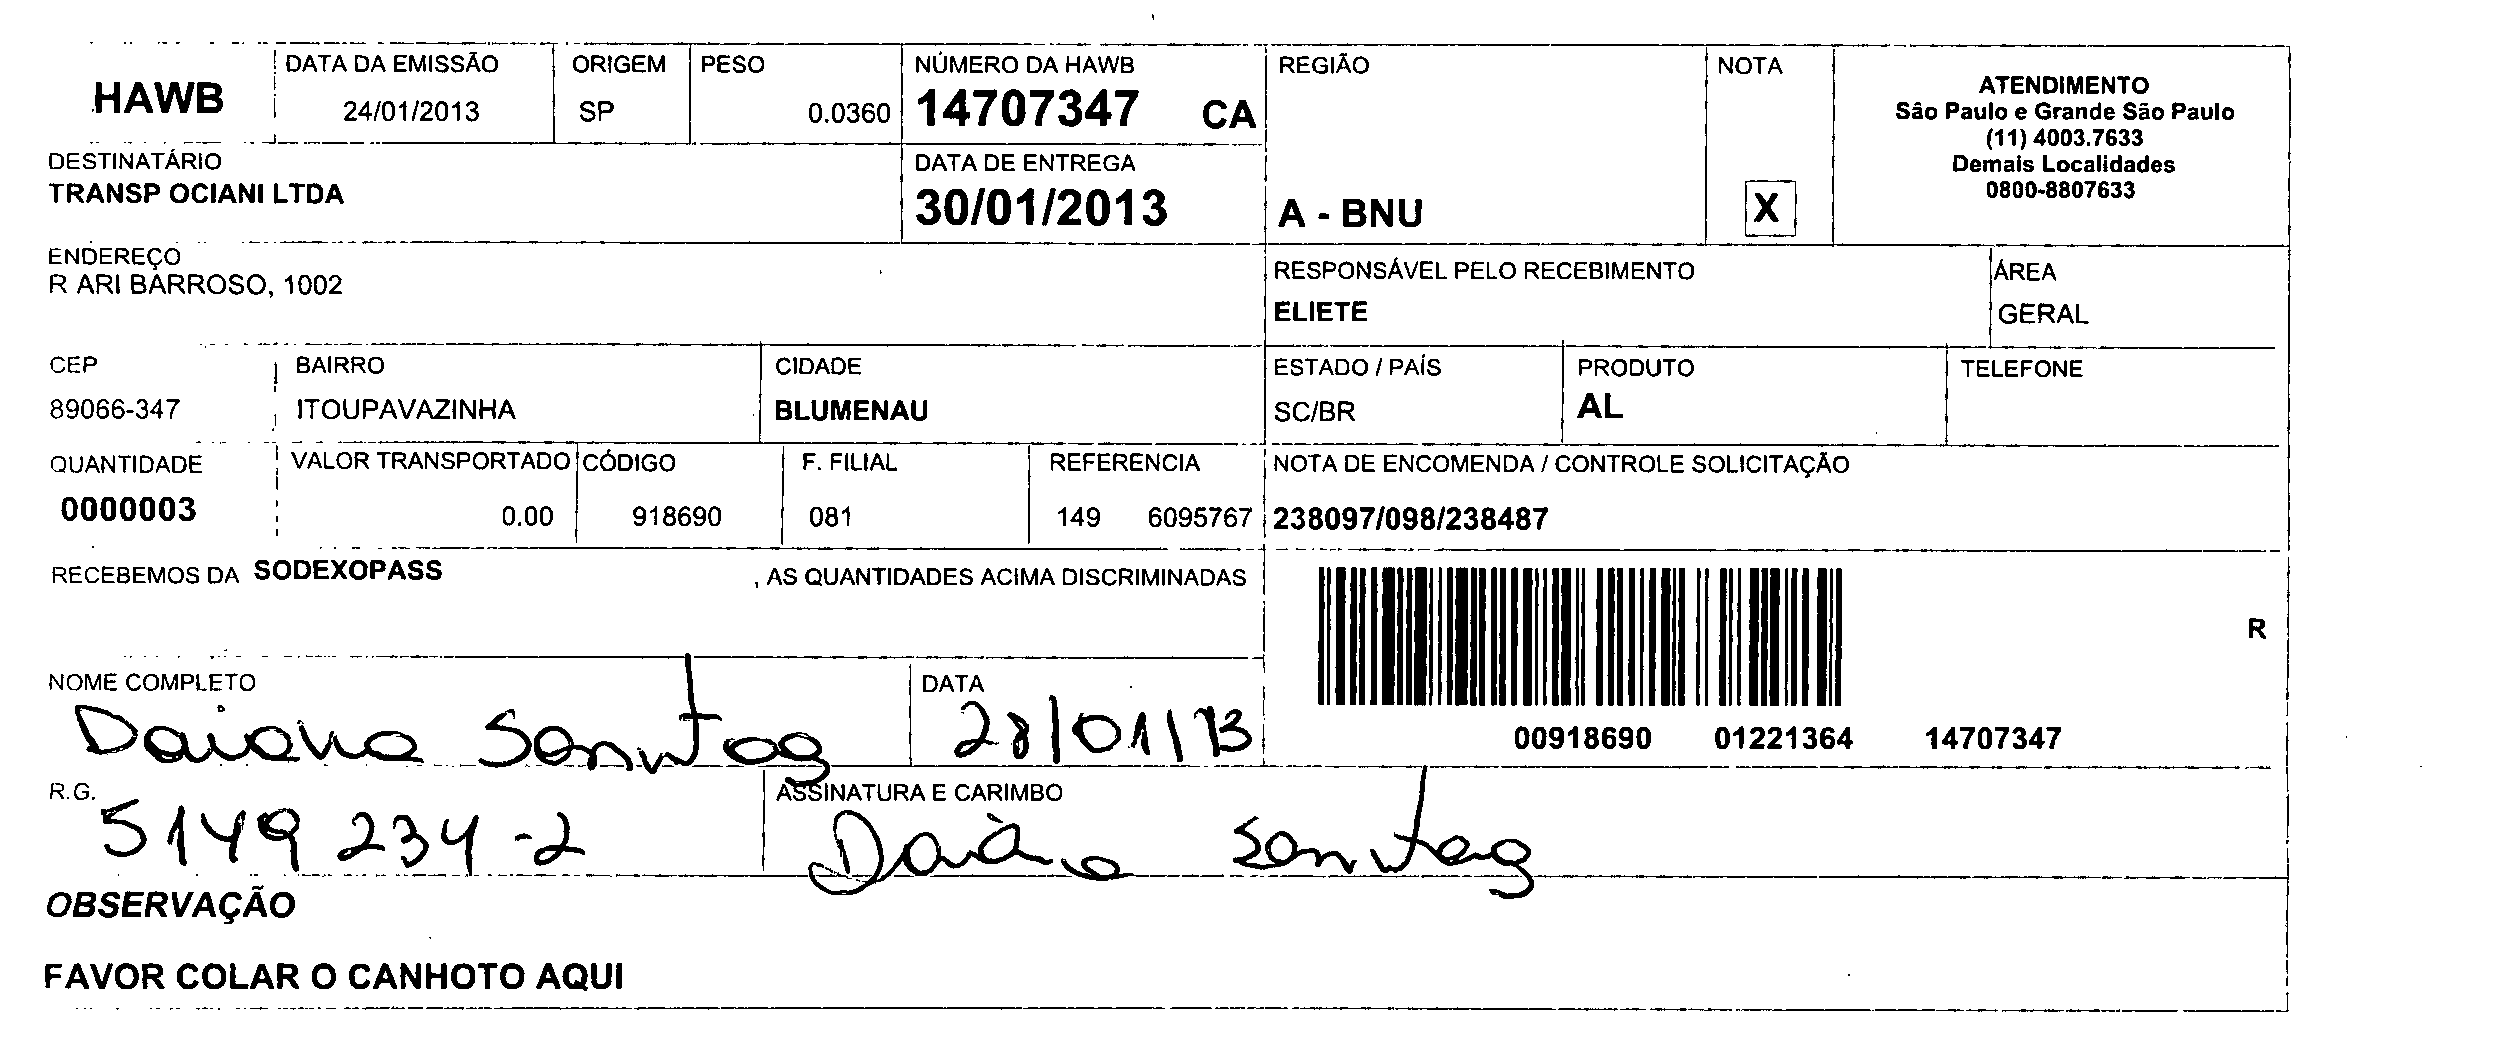 HAWB
DATA DA EMISSÃO
24/01/2013
ORIGEM
SP
PESO
0.0360
NÚMERO DA HAWB
14707347 CA
REGIÃO
A - BNU
NOTA
X
ATENDIMENTO
São Paulo e Grande São Paulo
(11) 4003.7633
Demais Localidades
0800-8807633
DESTINATÁRIO
TRANSP OCIANI LTDA
DATA DE ENTREGA
30/01/2013
ENDEREÇO
R ARI BARROSO, 1002
RESPONSÁVEL PELO RECEBIMENTO
ELIETE
ÁREA
GERAL
CEP
89066-347
BAIRRO
ITOUPAVAZINHA
CIDADE
BLUMENAU
ESTADO / PAÍS
SC/BR
PRODUTO
AL
TELEFONE
QUANTIDADE
0000003
VALOR TRANSPORTADO
0.00
CÓDIGO
918690
F. FILIAL
081
REFERENCIA
149 6095767
NOTA DE ENCOMENDA / CONTROLE SOLICITAÇÃO
238097/098/238487
RECEBEMOS DA SODEXOPASS , AS QUANTIDADES ACIMA DISCRIMINADAS
R
00918690 01221364 14707347
NOME COMPLETO
Daiana Sonntag
DATA
28/01/13
R.G.
5149234-2
ASSINATURA E CARIMBO
Daiana Sonntag
OBSERVAÇÃO
FAVOR COLAR O CANHOTO AQUI